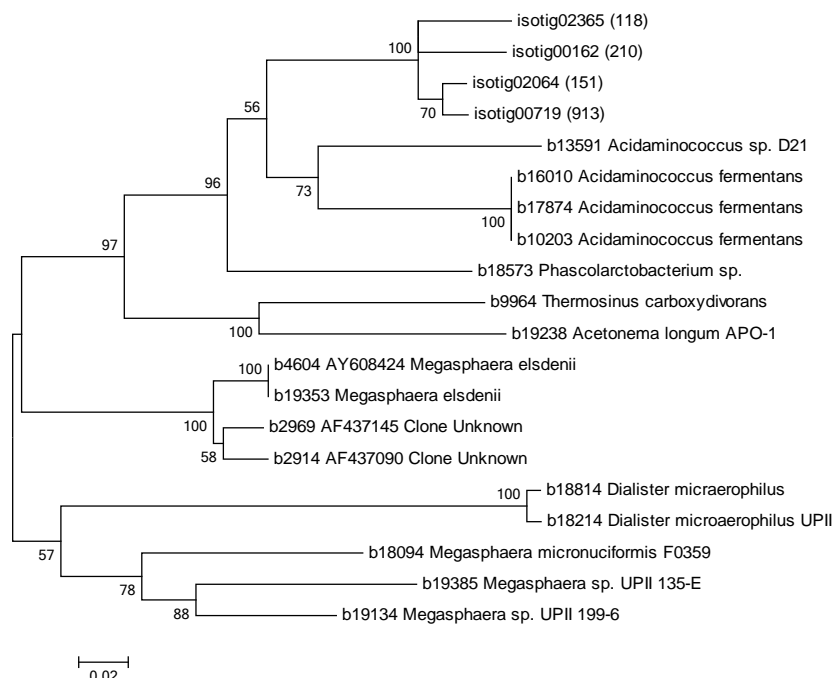 isotig02365 (118)
100
isotig00162 (210)
isotig02064 (151)
56
70
isotig00719 (913)
b13591 Acidaminococcus sp. D21
96
73
b16010 Acidaminococcus fermentans
b17874 Acidaminococcus fermentans
100
b10203 Acidaminococcus fermentans
97
b18573 Phascolarctobacterium sp.
b9964 Thermosinus carboxydivorans
100
b19238 Acetonema longum APO-1
100
b4604 AY608424 Megasphaera elsdenii
b19353 Megasphaera elsdenii
100
b2969 AF437145 Clone Unknown
58
b2914 AF437090 Clone Unknown
100
b18814 Dialister micraerophilus
b18214 Dialister microaerophilus UPII
57
b18094 Megasphaera micronuciformis F0359
78
b19385 Megasphaera sp. UPII 135-E
88
b19134 Megasphaera sp. UPII 199-6
0.02